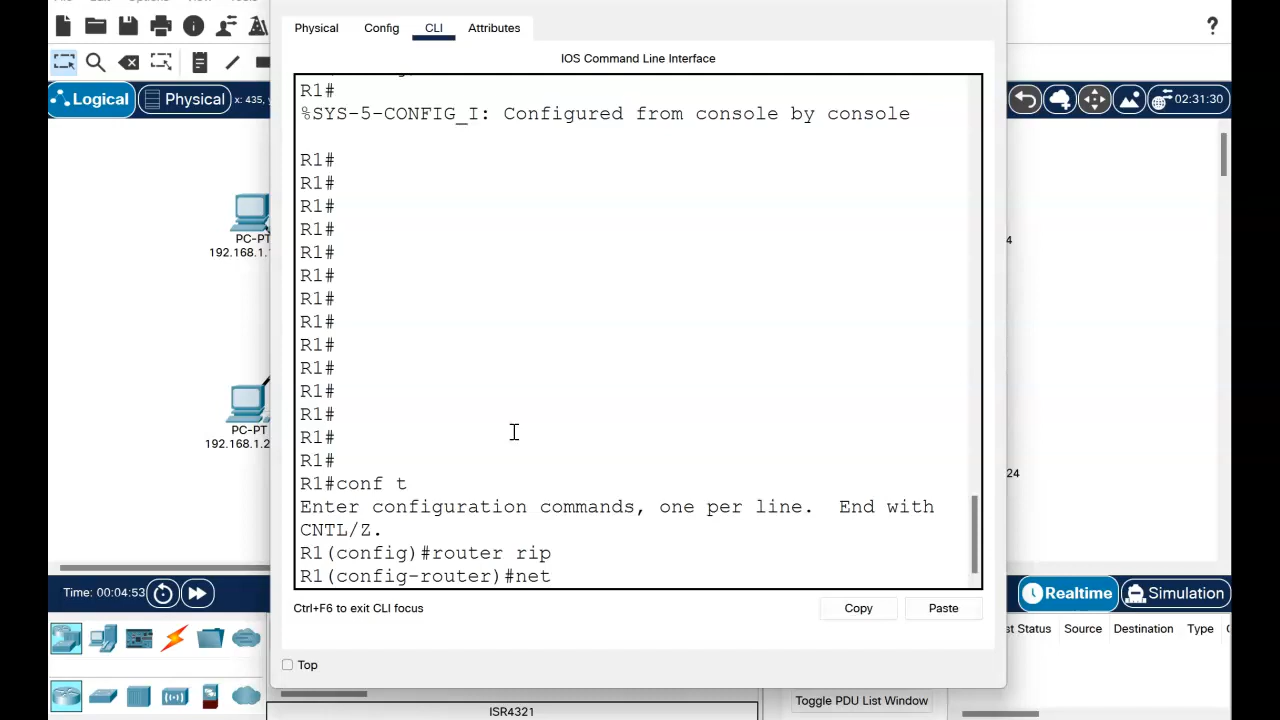 Physical Config CLI Attributes
?
IOS Command Line Interface
Logical Physical x: 435, y
02:31:30
R1#
%SYS-5-CONFIG_I: Configured from console by console
R1#
R1#
R1#
R1#
R1#
R1#
R1#
R1#
R1#
R1#
R1#
R1#
R1#
R1#
R1#conf t
Enter configuration commands, one per line. End with
CNTL/Z.
R1(config)#router rip
R1(config-router)#net
PC-PT
192.168.1.
PC-PT
192.168.1.2
4
24
Time: 00:04:53
Realtime Simulation
Ctrl+F6 to exit CLI focus
Copy Paste
st Status Source Destination Type
Top
Toggle PDU List Window
ISR4321